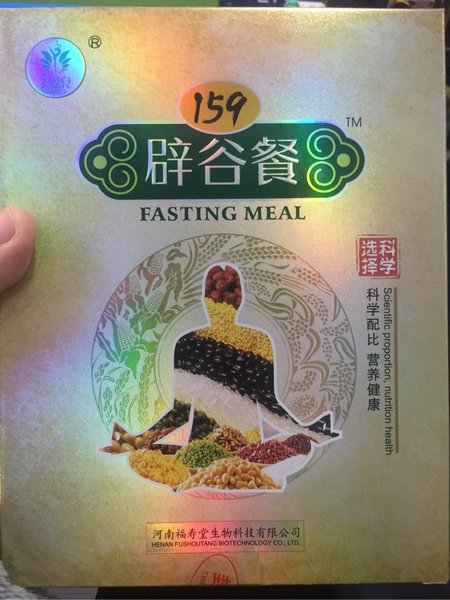 ®
159
TM
辟谷餐
FASTING MEAL
科学
选择
Scientific proportion, nutrition health
科学配比 营养健康
河南福寿堂生物科技有限公司
HENAN FUSHOUTANG BIOTECHNOLOGY CO., LTD.